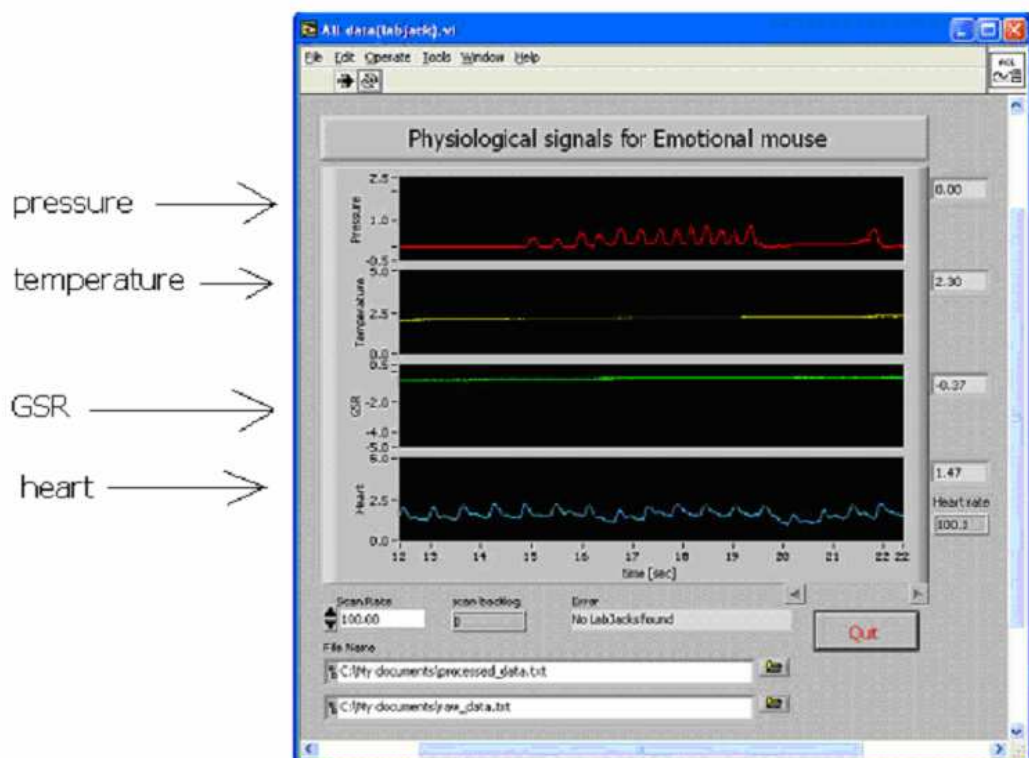 All data(labjack).vi
File Edit Operate Tools Window Help
Physiological signals for Emotional mouse
pressure
Pressure
2.5
1.0
-0.5
0.00
temperature
Temperature
5.0
2.5
0.0
2.30
GSR
GSR
0.5
-2.0
-4.0
-5.0
-0.37
heart
Heart
2.5
0.0
1.47
Heart rate
12 13 14 15 16 17 18 19 20 21 22 22
time [sec]
Scan Rate
100.00
scan backlog
0
Error
No LabJacks found
Quit
File Name
C:\My documents\processed_data.txt
C:\My documents\raw_data.txt